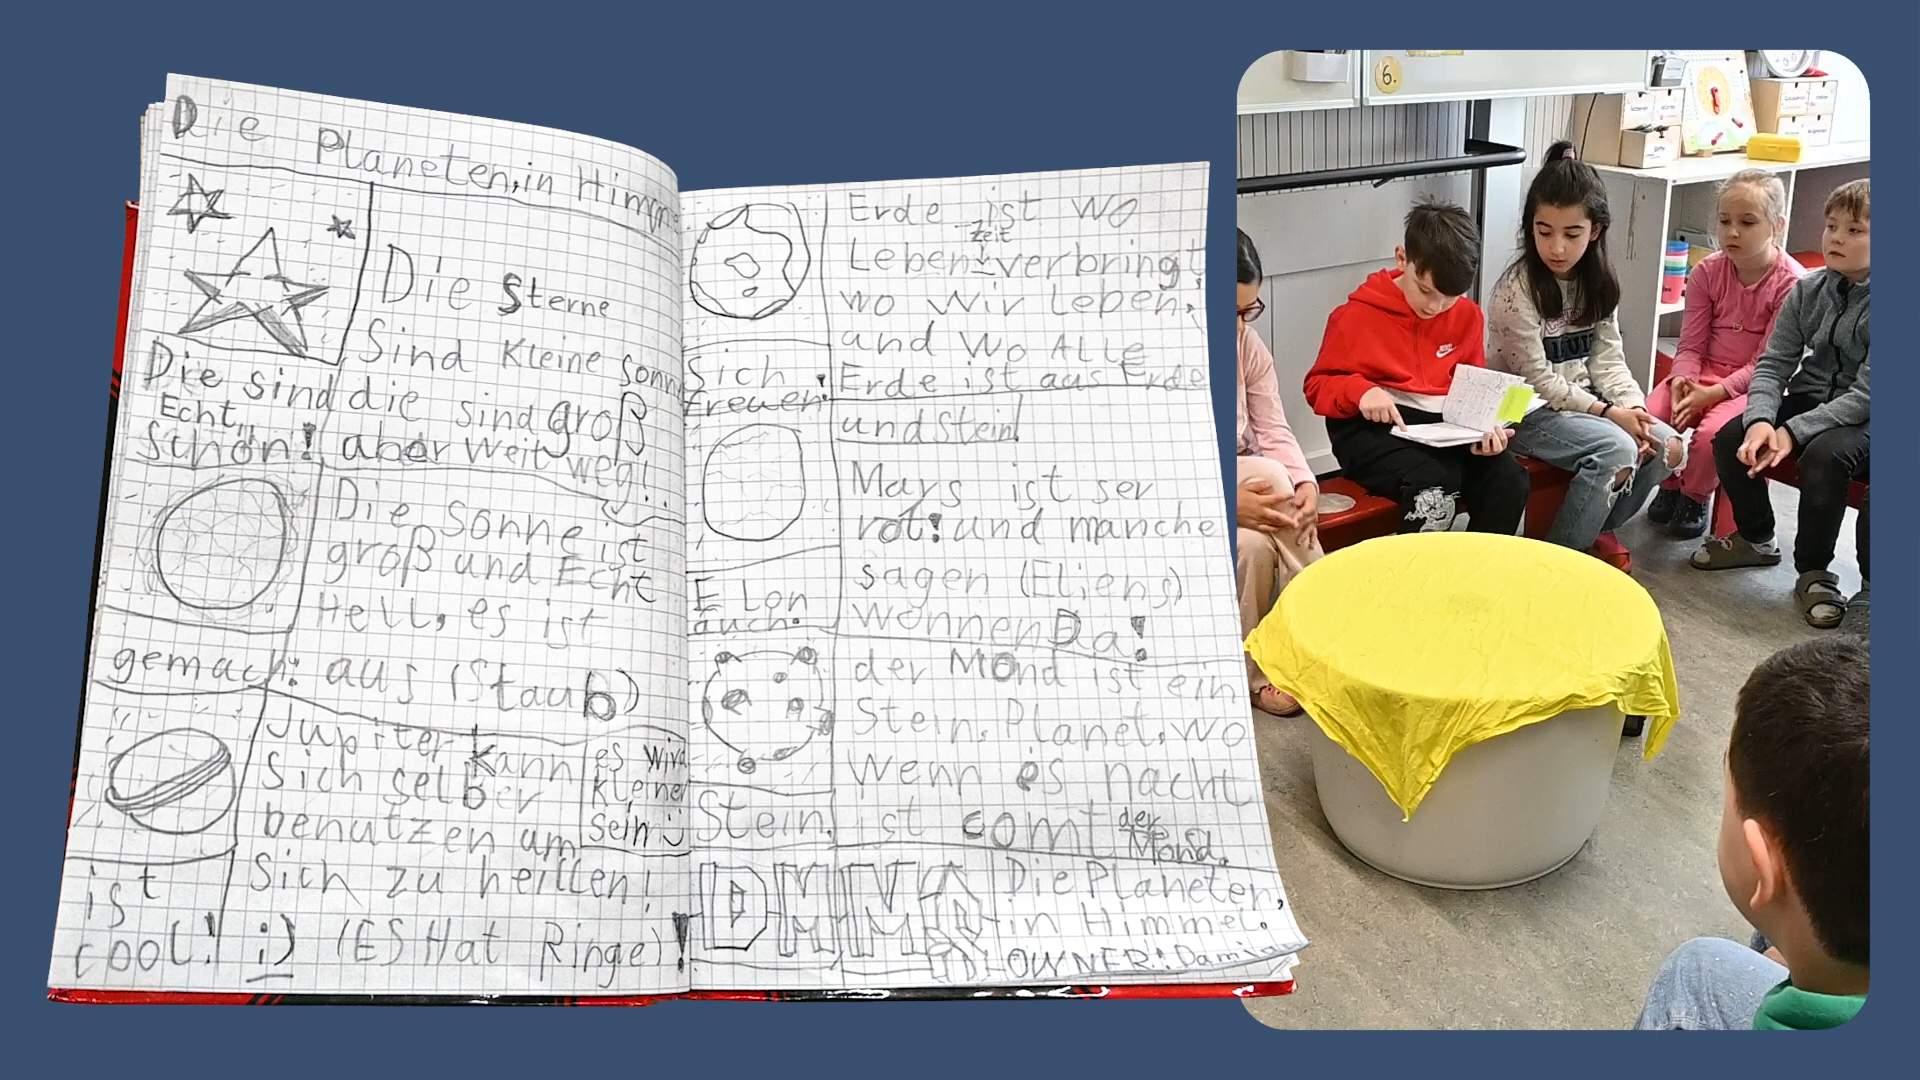 Die Planeten, in Himm
Die Sterne
Sind Kleine Sonn
die sind groß
aber weit weg!
Die sind
Echt
Schön!
Die Sonne ist
groß und Echt
Hell, es ist
gemach: aus (Staub)
Jupiter kann
Sich selber
benutzen um
Sich zu heillen!
:) (ES Hat Ringe)!
es wird
kleiner
sein
ist
cool!
Erde ist wo
Leben zeit verbringt,
wo wir leben.
und wo ALLE
Sich
freuen.
Erde ist aus Erde
und Stein!
Mars ist ser
rot! und manche
sagen (Eliens)
wonnen Da!
ELon
auch.
der Mond ist ein
Stein, Planet, wo
wenn es nacht
ist comt der
Mond.
Stein.
Die Planeten,
in Himmel.
OWNER: Damian
6.